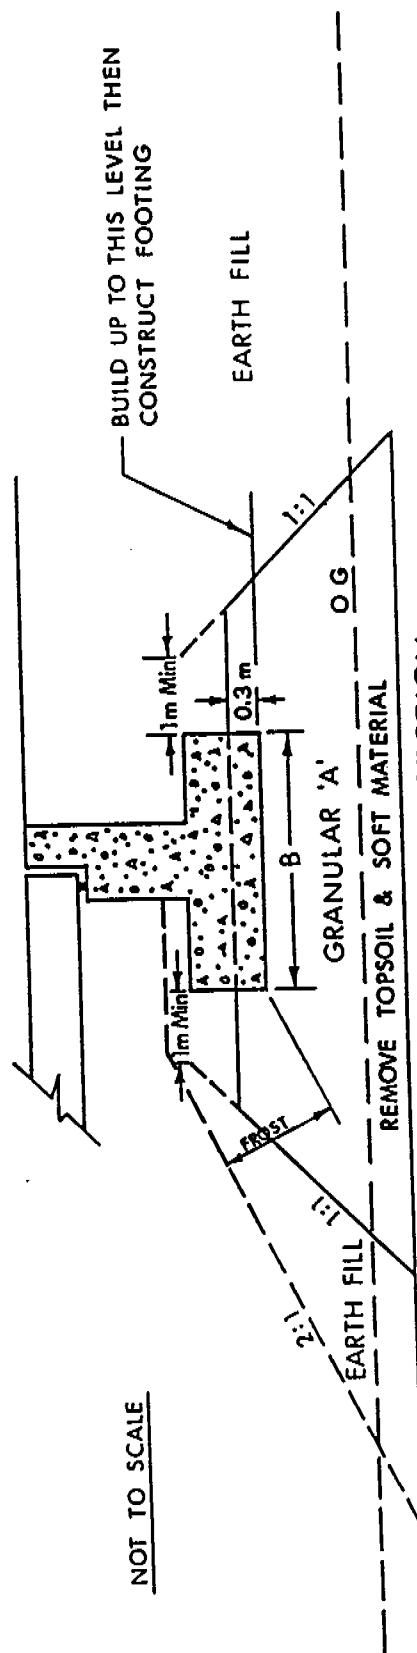 BUILD UP TO THIS LEVEL THEN
CONSTRUCT FOOTING
EARTH FILL
1m Min
1m Min
0.3 m
1:1
B
FROST
GRANULAR 'A'
O G
1:1
2:1
EARTH FILL
REMOVE TOPSOIL & SOFT MATERIAL
NOT TO SCALE